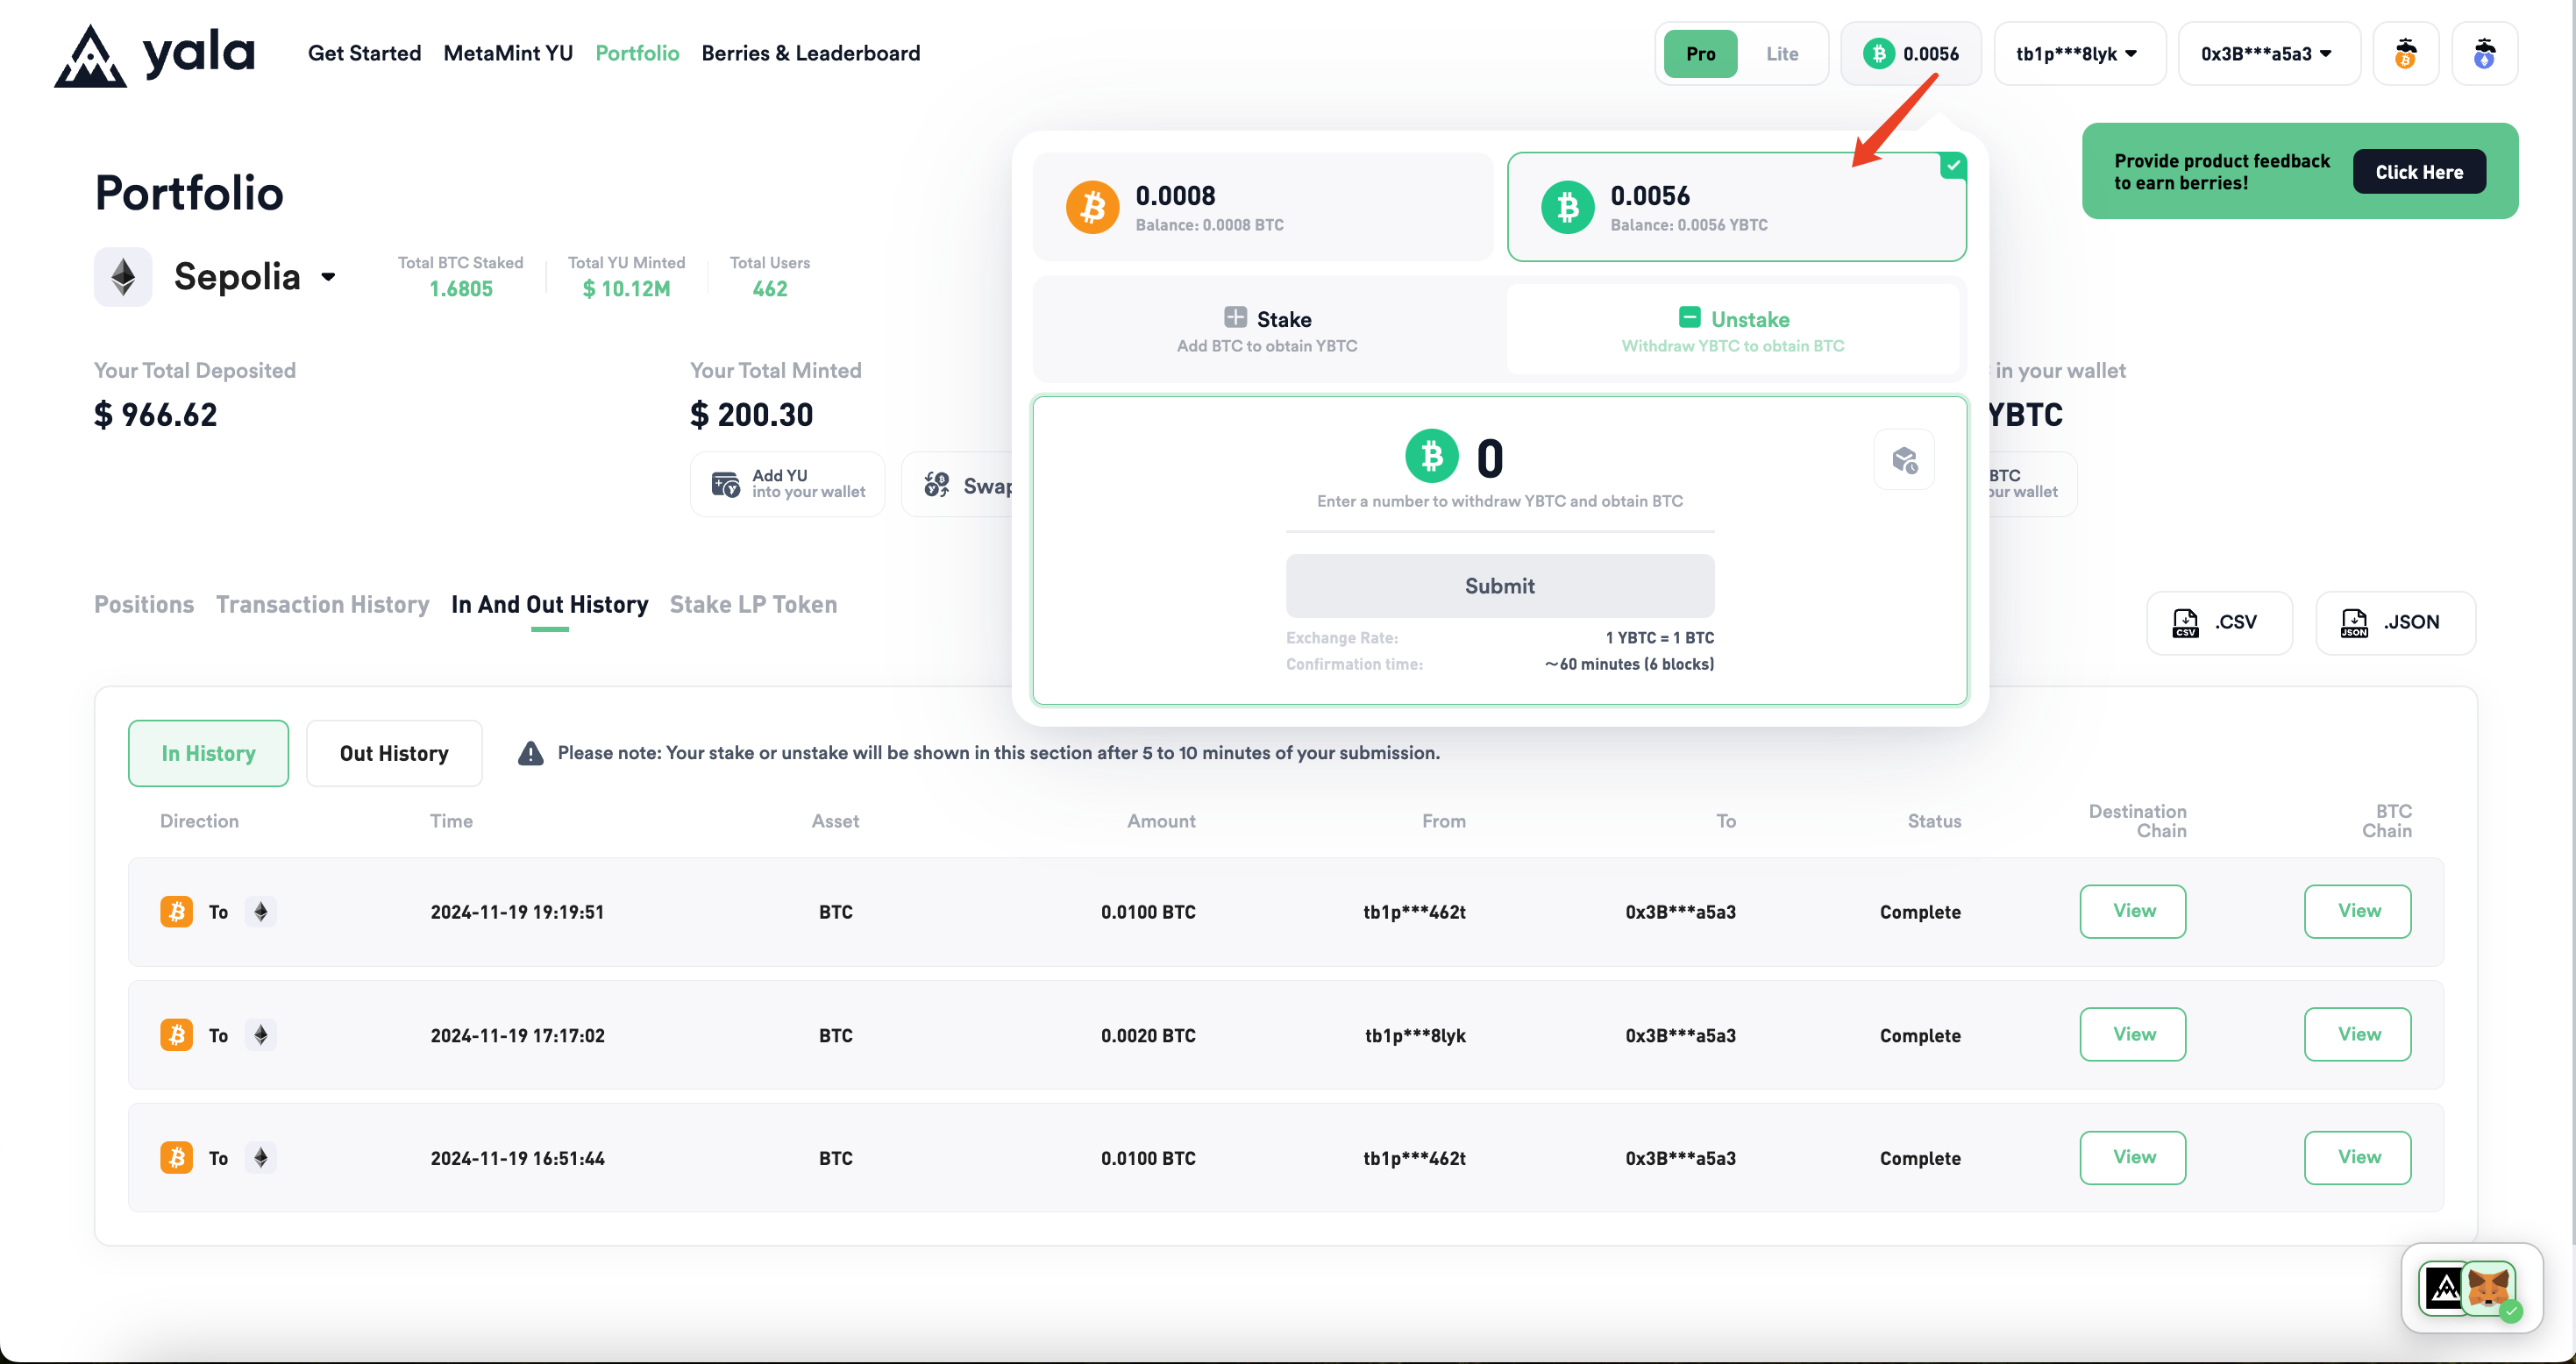 yala
Get Started
MetaMint YU
Portfolio
Berries & Leaderboard
Pro
Lite
0.0056
tb1p***8lyk
0x3B***a5a3
Portfolio
Provide product feedback
to earn berries!
Click Here
Sepolia
Total BTC Staked
1.6805
Total YU Minted
$ 10.12M
Total Users
462
0.0008
Balance: 0.0008 BTC
0.0056
Balance: 0.0056 YBTC
Stake
Add BTC to obtain YBTC
Unstake
Withdraw YBTC to obtain BTC
Your Total Deposited
$ 966.62
Your Total Minted
$ 200.30
in your wallet
YBTC
Add YU
into your wallet
Swap
BTC
our wallet
0
Enter a number to withdraw YBTC and obtain BTC
Submit
Exchange Rate:
1 YBTC = 1 BTC
Confirmation time:
~60 minutes (6 blocks)
Positions
Transaction History
In And Out History
Stake LP Token
CSV
.CSV
JSON
.JSON
In History
Out History
Please note: Your stake or unstake will be shown in this section after 5 to 10 minutes of your submission.
Direction
Time
Asset
Amount
From
To
Status
Destination
Chain
BTC
Chain
To
2024-11-19 19:19:51
BTC
0.0100 BTC
tb1p***462t
0x3B***a5a3
Complete
View
View
To
2024-11-19 17:17:02
BTC
0.0020 BTC
tb1p***8lyk
0x3B***a5a3
Complete
View
View
To
2024-11-19 16:51:44
BTC
0.0100 BTC
tb1p***462t
0x3B***a5a3
Complete
View
View